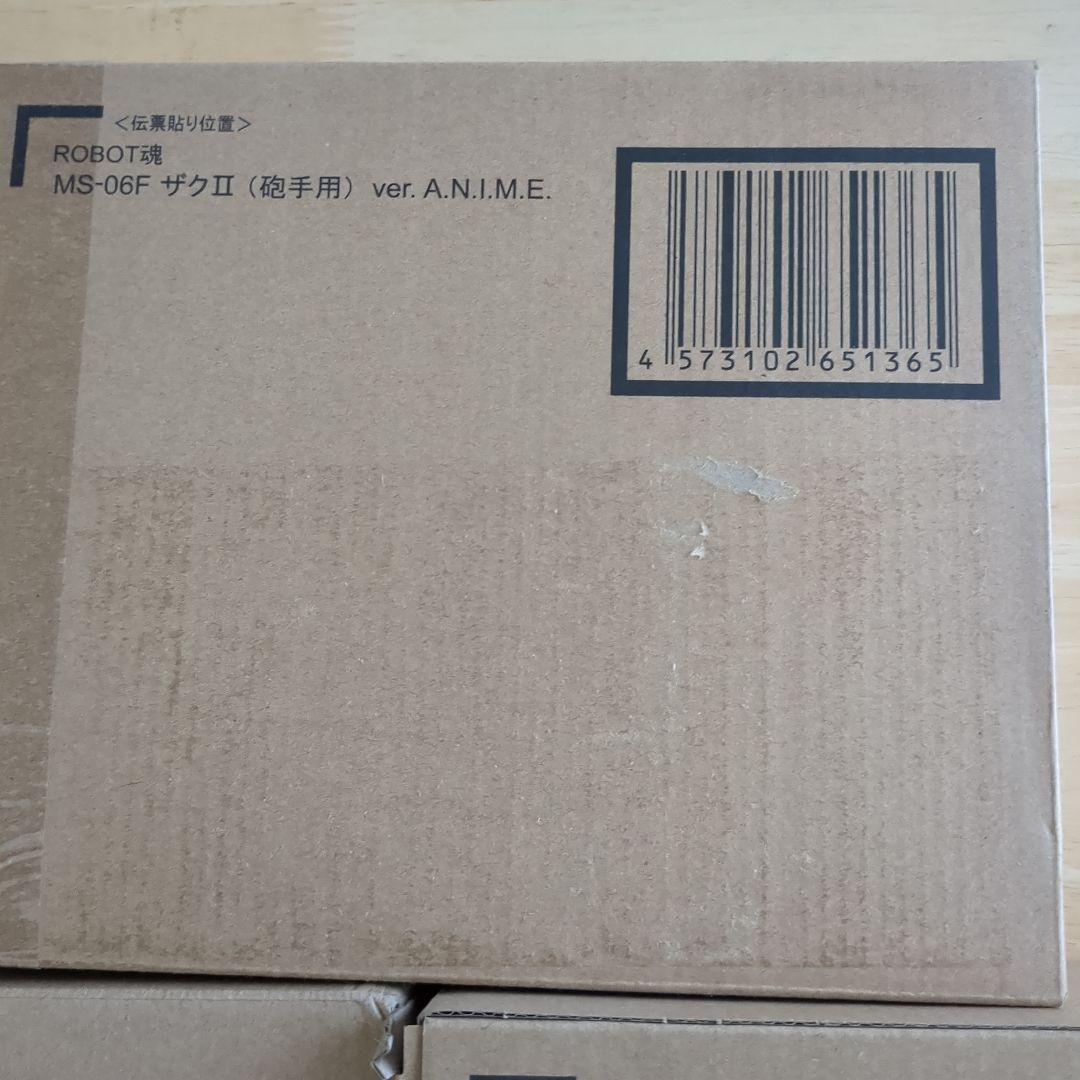 ＜伝票貼り位置＞
ROBOT魂
MS-06F ザクⅡ（砲手用） ver. A.N.I.M.E.
4 573102 651365